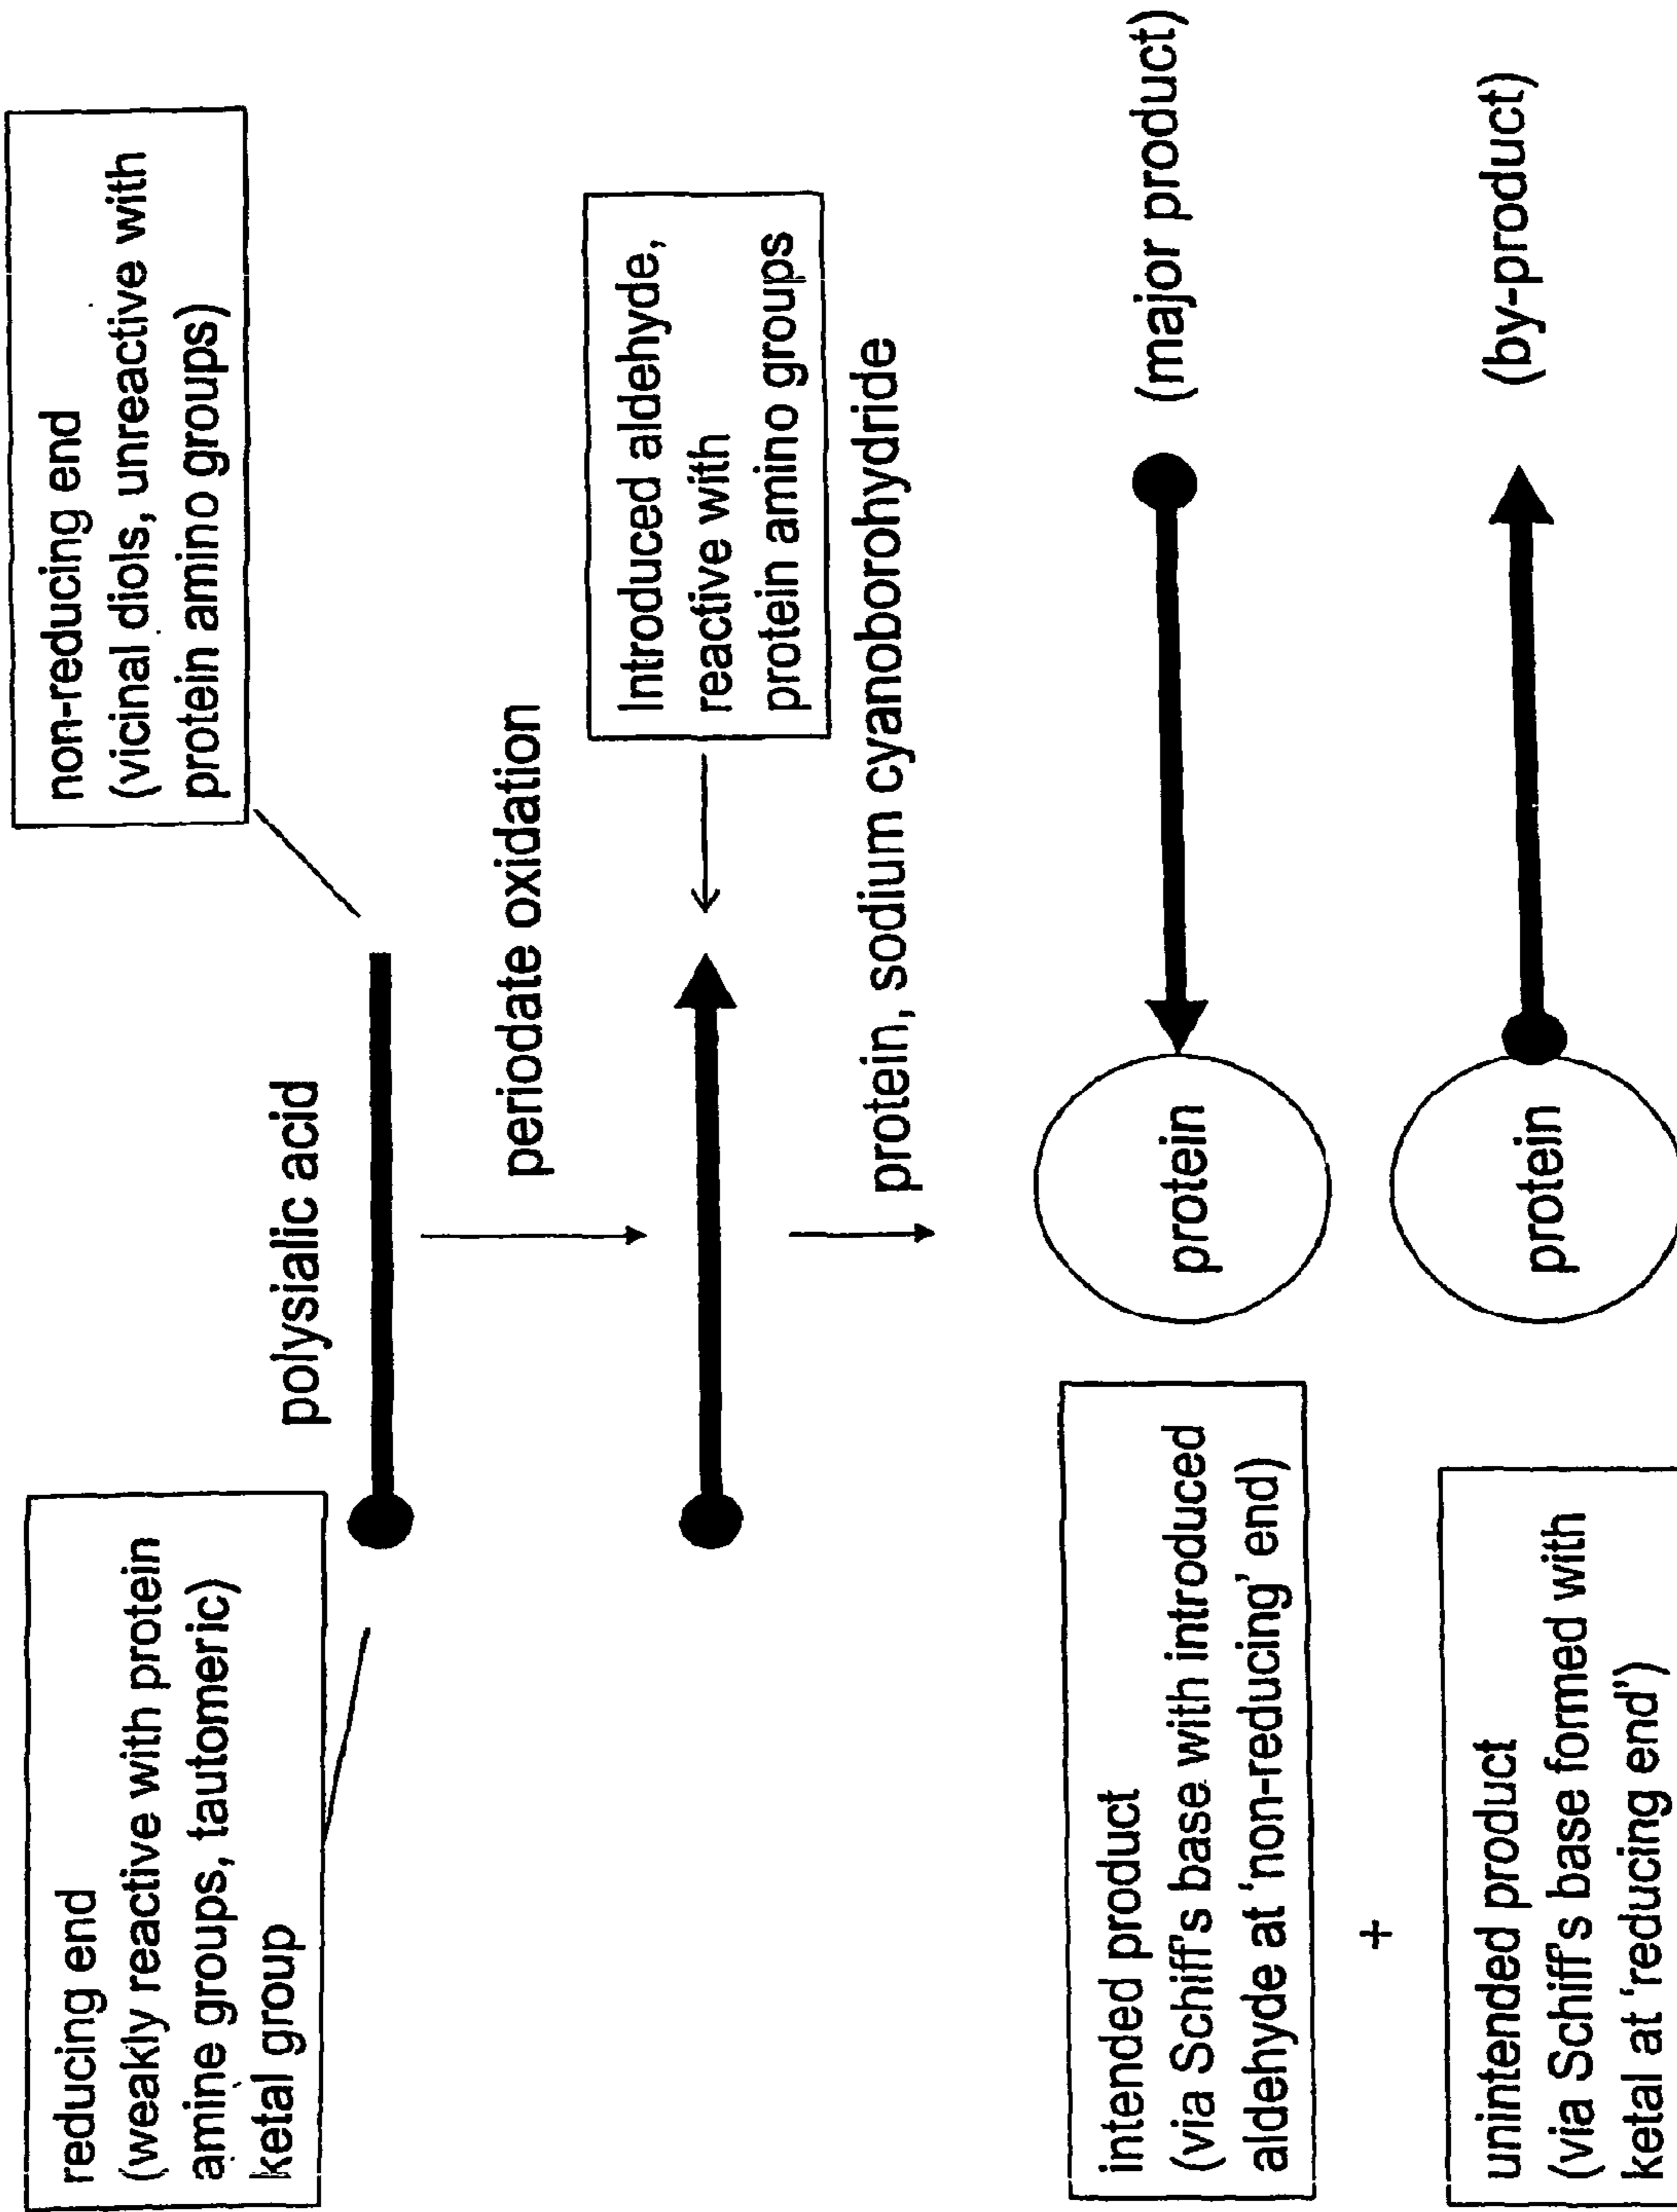 reducing end
(weakly reactive with protein
amine groups, tautomeric)
ketal group
non-reducing end
(vicinal diols, unreactive with
protein amino groups)
polysialic acid
periodate oxidation
Introduced aldehyde,
reactive with
protein amino groups
protein, sodium cyanoborohydride
intended product
(via Schiff's base with introduced
aldehyde at 'non-reducing' end)
protein
(major product)
+
unintended product
(via Schiff's base formed with
ketal at 'reducing end')
protein
(by-product)